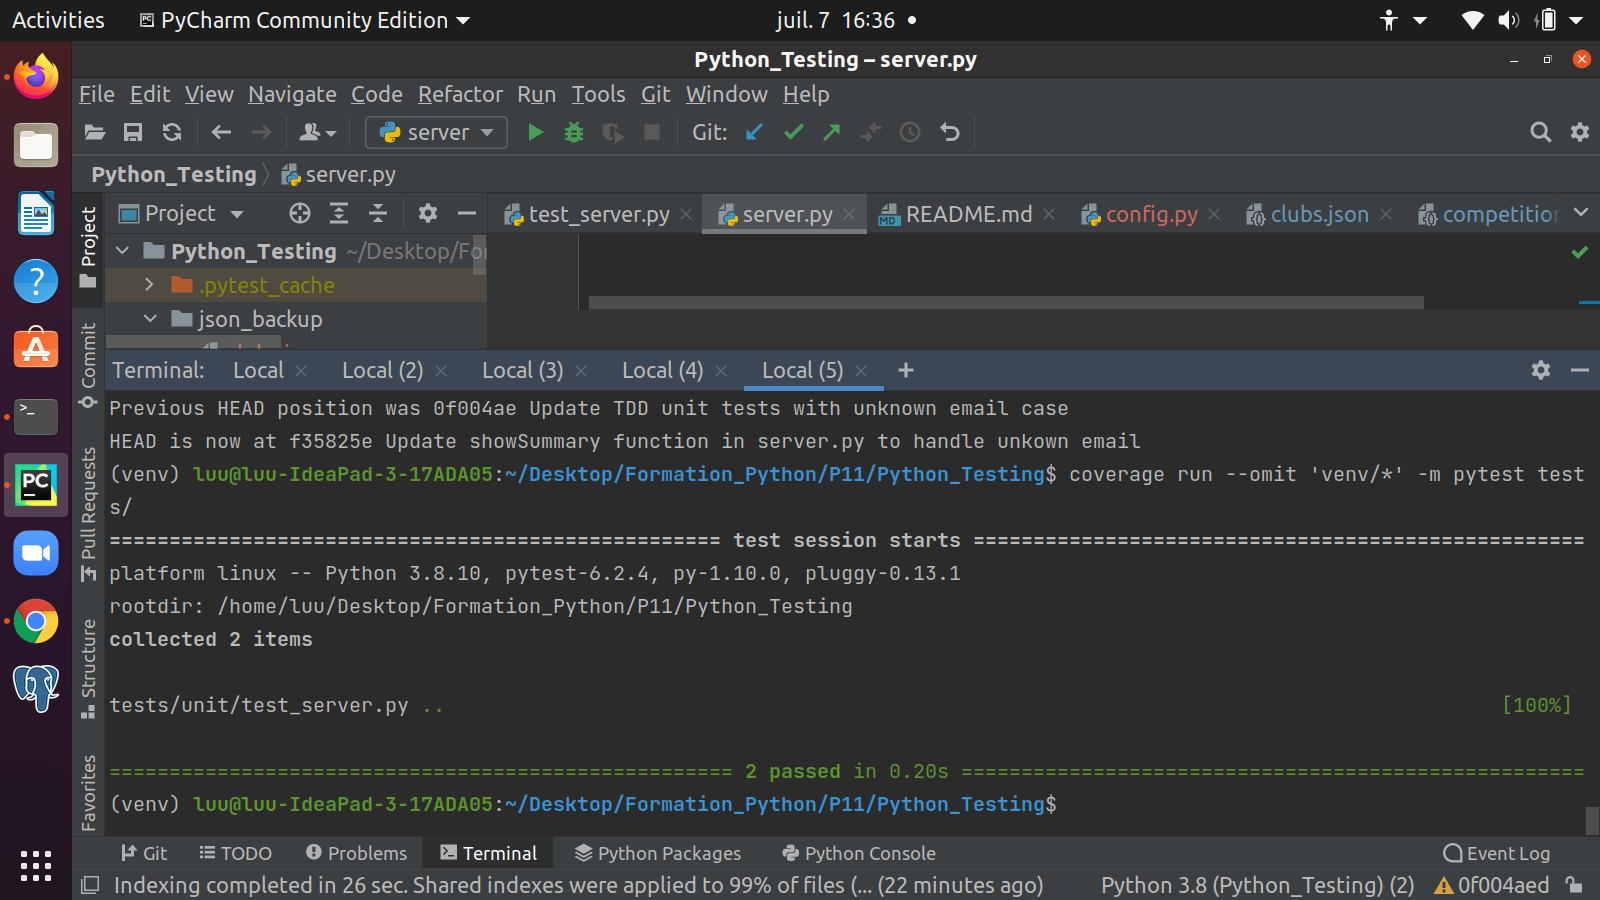 Activities PyCharm Community Edition juil. 7 16:36
Python_Testing – server.py
File Edit View Navigate Code Refactor Run Tools Git Window Help
server Git:
Python_Testing server.py
Project test_server.py server.py README.md config.py clubs.json competition
Python_Testing ~/Desktop/For
.pytest_cache
json_backup
Project
Commit
Pull Requests
Structure
Favorites
Terminal: Local Local (2) Local (3) Local (4) Local (5)
Previous HEAD position was 0f004ae Update TDD unit tests with unknown email case
HEAD is now at f35825e Update showSummary function in server.py to handle unkown email
(venv) luu@luu-IdeaPad-3-17ADA05:~/Desktop/Formation_Python/P11/Python_Testing$ coverage run --omit 'venv/*' -m pytest test
s/
=================================================== test session starts ===================================================
platform linux -- Python 3.8.10, pytest-6.2.4, py-1.10.0, pluggy-0.13.1
rootdir: /home/luu/Desktop/Formation_Python/P11/Python_Testing
collected 2 items
tests/unit/test_server.py .. [100%]
==================================================== 2 passed in 0.20s ====================================================
(venv) luu@luu-IdeaPad-3-17ADA05:~/Desktop/Formation_Python/P11/Python_Testing$
Git TODO Problems Terminal Python Packages Python Console Event Log
Indexing completed in 26 sec. Shared indexes were applied to 99% of files (... (22 minutes ago) Python 3.8 (Python_Testing) (2) 0f004aed